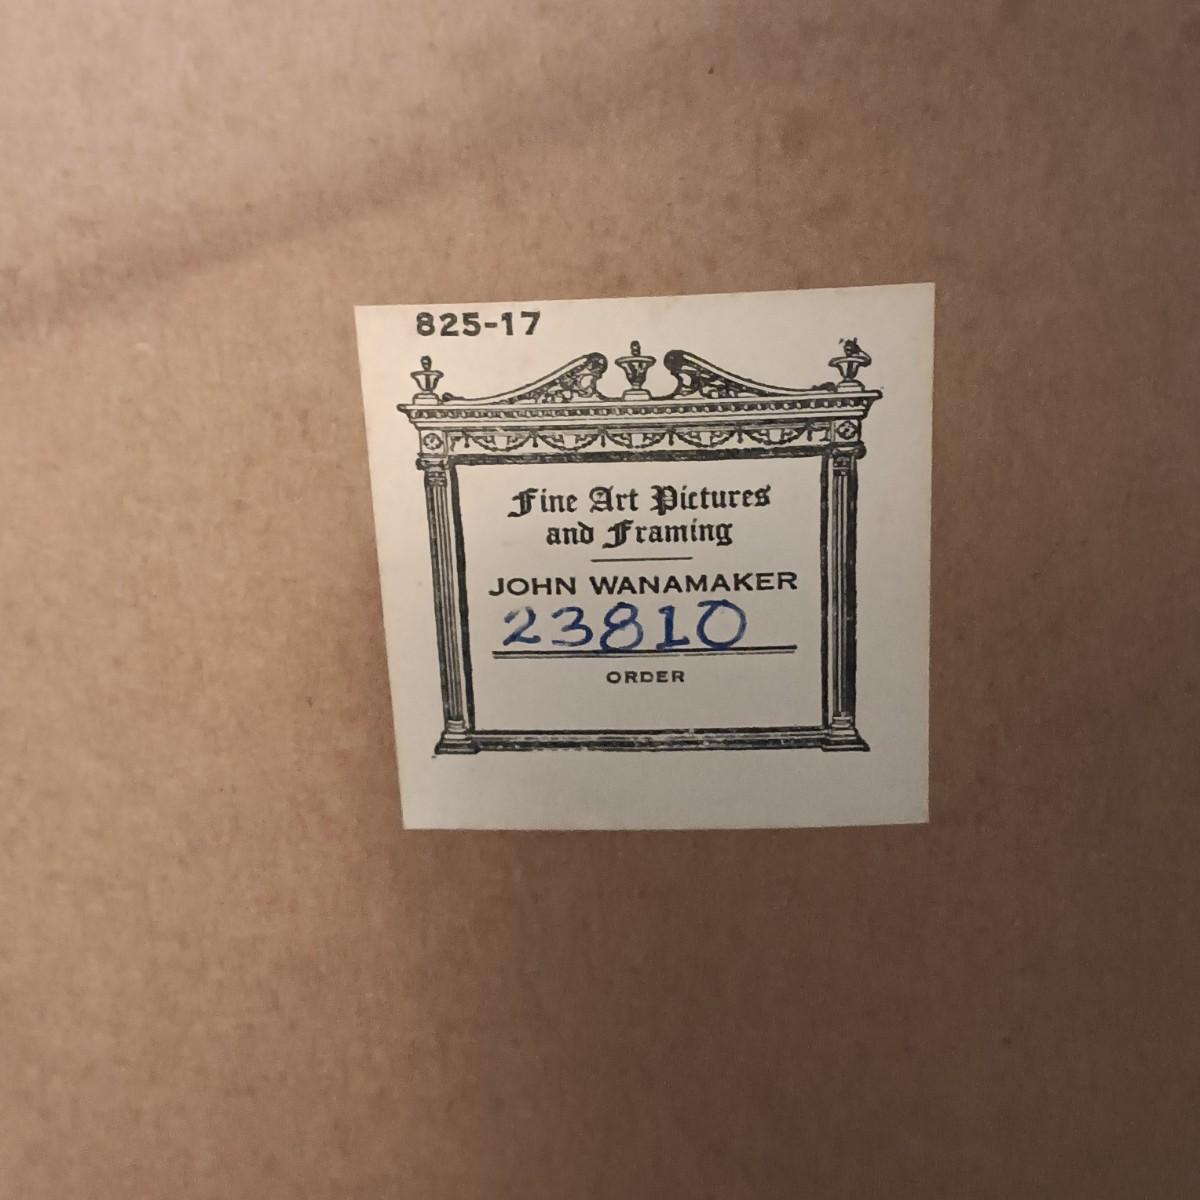 825-17
Fine Art Pictures
and Framing
JOHN WANAMAKER
23810
ORDER